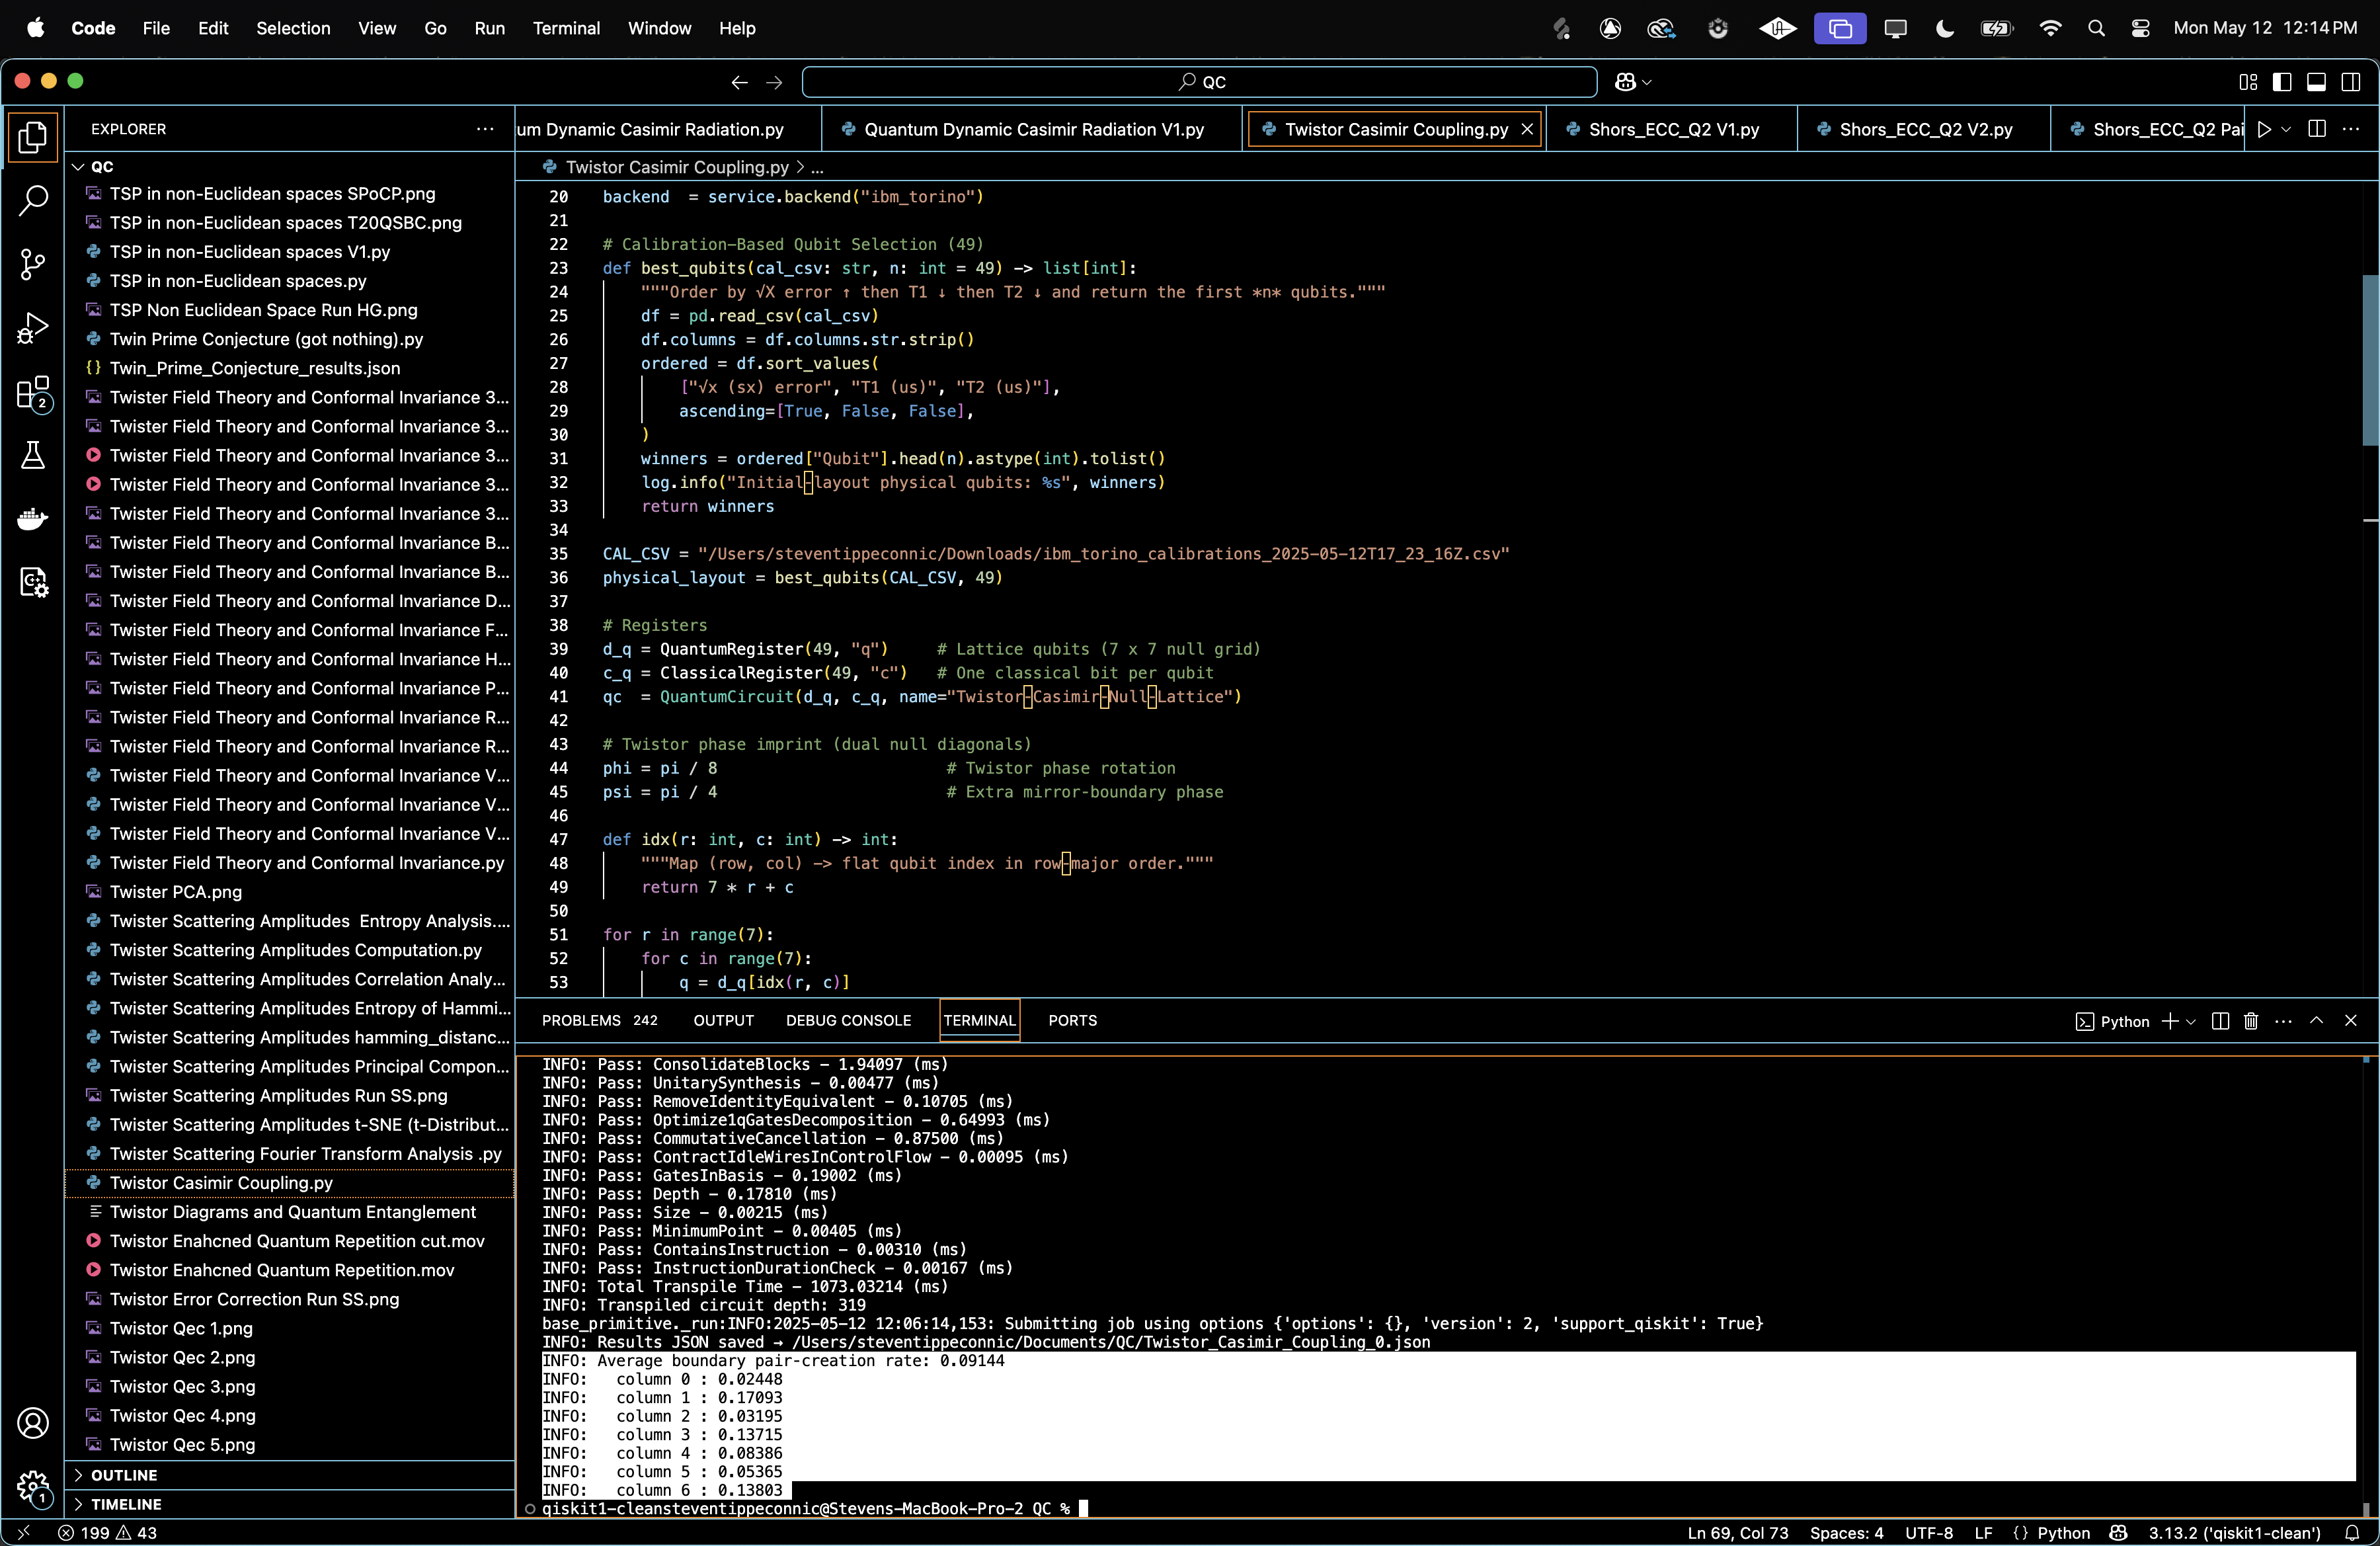 Code File Edit Selection View Go Run Terminal Window Help Mon May 12 12:14 PM
QC
EXPLORER
um Dynamic Casimir Radiation.py Quantum Dynamic Casimir Radiation V1.py Twistor Casimir Coupling.py Shors_ECC_Q2 V1.py Shors_ECC_Q2 V2.py Shors_ECC_Q2 Pai
Twistor Casimir Coupling.py > ...
QC
TSP in non-Euclidean spaces SPoCP.png
TSP in non-Euclidean spaces T20QSBC.png
TSP in non-Euclidean spaces V1.py
TSP in non-Euclidean spaces.py
TSP Non Euclidean Space Run HG.png
Twin Prime Conjecture (got nothing).py
Twin_Prime_Conjecture_results.json
Twister Field Theory and Conformal Invariance 3...
Twister Field Theory and Conformal Invariance 3...
Twister Field Theory and Conformal Invariance 3...
Twister Field Theory and Conformal Invariance 3...
Twister Field Theory and Conformal Invariance 3...
Twister Field Theory and Conformal Invariance B...
Twister Field Theory and Conformal Invariance B...
Twister Field Theory and Conformal Invariance D...
Twister Field Theory and Conformal Invariance F...
Twister Field Theory and Conformal Invariance H...
Twister Field Theory and Conformal Invariance P...
Twister Field Theory and Conformal Invariance R...
Twister Field Theory and Conformal Invariance R...
Twister Field Theory and Conformal Invariance V...
Twister Field Theory and Conformal Invariance V...
Twister Field Theory and Conformal Invariance V...
Twister Field Theory and Conformal Invariance.py
Twister PCA.png
Twister Scattering Amplitudes  Entropy Analysis....
Twister Scattering Amplitudes Computation.py
Twister Scattering Amplitudes Correlation Analy...
Twister Scattering Amplitudes Entropy of Hammi...
Twister Scattering Amplitudes hamming_distanc...
Twister Scattering Amplitudes Principal Compon...
Twister Scattering Amplitudes Run SS.png
Twister Scattering Amplitudes t-SNE (t-Distribut...
Twister Scattering Fourier Transform Analysis .py
Twistor Casimir Coupling.py
Twistor Diagrams and Quantum Entanglement
Twistor Enahcned Quantum Repetition cut.mov
Twistor Enahcned Quantum Repetition.mov
Twistor Error Correction Run SS.png
Twistor Qec 1.png
Twistor Qec 2.png
Twistor Qec 3.png
Twistor Qec 4.png
Twistor Qec 5.png
OUTLINE
TIMELINE
2
1
20 backend  = service.backend("ibm_torino")
21
22 # Calibration-Based Qubit Selection (49)
23 def best_qubits(cal_csv: str, n: int = 49) -> list[int]:
24     """Order by √X error ↑ then T1 ↓ then T2 ↓ and return the first *n* qubits."""
25     df = pd.read_csv(cal_csv)
26     df.columns = df.columns.str.strip()
27     ordered = df.sort_values(
28         ["√x (sx) error", "T1 (us)", "T2 (us)"],
29         ascending=[True, False, False],
30     )
31     winners = ordered["Qubit"].head(n).astype(int).tolist()
32     log.info("Initial‑layout physical qubits: %s", winners)
33     return winners
34
35 CAL_CSV = "/Users/steventippeconnic/Downloads/ibm_torino_calibrations_2025-05-12T17_23_16Z.csv"
36 physical_layout = best_qubits(CAL_CSV, 49)
37
38 # Registers
39 d_q = QuantumRegister(49, "q")     # Lattice qubits (7 x 7 null grid)
40 c_q = ClassicalRegister(49, "c")   # One classical bit per qubit
41 qc  = QuantumCircuit(d_q, c_q, name="Twistor‑Casimir‑Null‑Lattice")
42
43 # Twistor phase imprint (dual null diagonals)
44 phi = pi / 8                        # Twistor phase rotation
45 psi = pi / 4                        # Extra mirror-boundary phase
46
47 def idx(r: int, c: int) -> int:
48     """Map (row, col) -> flat qubit index in row‑major order."""
49     return 7 * r + c
50
51 for r in range(7):
52     for c in range(7):
53         q = d_q[idx(r, c)]
PROBLEMS 242 OUTPUT DEBUG CONSOLE TERMINAL PORTS Python
INFO: Pass: ConsolidateBlocks - 1.94097 (ms)
INFO: Pass: UnitarySynthesis - 0.00477 (ms)
INFO: Pass: RemoveIdentityEquivalent - 0.10705 (ms)
INFO: Pass: Optimize1qGatesDecomposition - 0.64993 (ms)
INFO: Pass: CommutativeCancellation - 0.87500 (ms)
INFO: Pass: ContractIdleWiresInControlFlow - 0.00095 (ms)
INFO: Pass: GatesInBasis - 0.19002 (ms)
INFO: Pass: Depth - 0.17810 (ms)
INFO: Pass: Size - 0.00215 (ms)
INFO: Pass: MinimumPoint - 0.00405 (ms)
INFO: Pass: ContainsInstruction - 0.00310 (ms)
INFO: Pass: InstructionDurationCheck - 0.00167 (ms)
INFO: Total Transpile Time - 1073.03214 (ms)
INFO: Transpiled circuit depth: 319
base_primitive._run:INFO:2025-05-12 12:06:14,153: Submitting job using options {'options': {}, 'version': 2, 'support_qiskit': True}
INFO: Results JSON saved → /Users/steventippeconnic/Documents/QC/Twistor_Casimir_Coupling_0.json
INFO: Average boundary pair-creation rate: 0.09144
INFO:   column 0 : 0.02448
INFO:   column 1 : 0.17093
INFO:   column 2 : 0.03195
INFO:   column 3 : 0.13715
INFO:   column 4 : 0.08386
INFO:   column 5 : 0.05365
INFO:   column 6 : 0.13803
qiskit1-cleansteventippeconnic@Stevens-MacBook-Pro-2 QC %
199 43 Ln 69, Col 73 Spaces: 4 UTF-8 LF {} Python 3.13.2 ('qiskit1-clean')